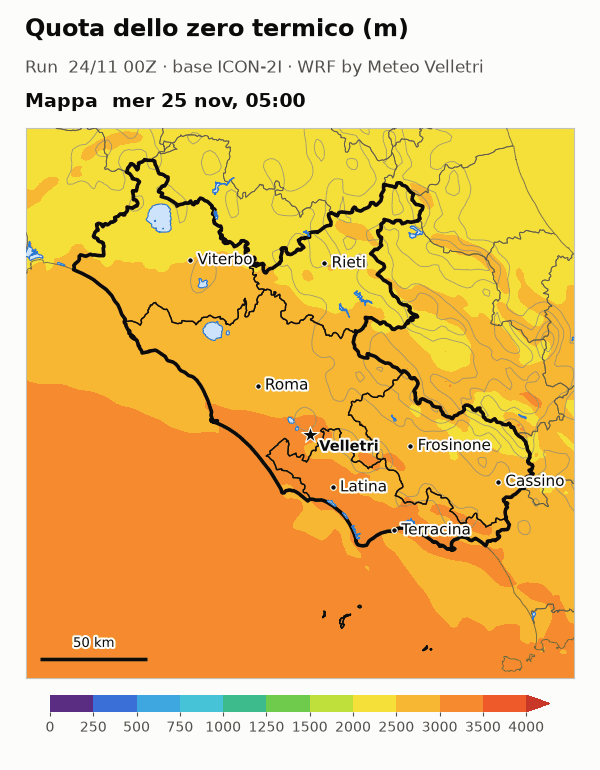 Quota dello zero termico (m)
Run  24/11 00Z · base ICON-2I · WRF by Meteo Velletri
Mappa  mer 25 nov, 05:00
Viterbo
Rieti
Roma
Velletri
Frosinone
Latina
Cassino
Terracina
50 km
0 250 500 750 1000 1250 1500 2000 2500 3000 3500 4000